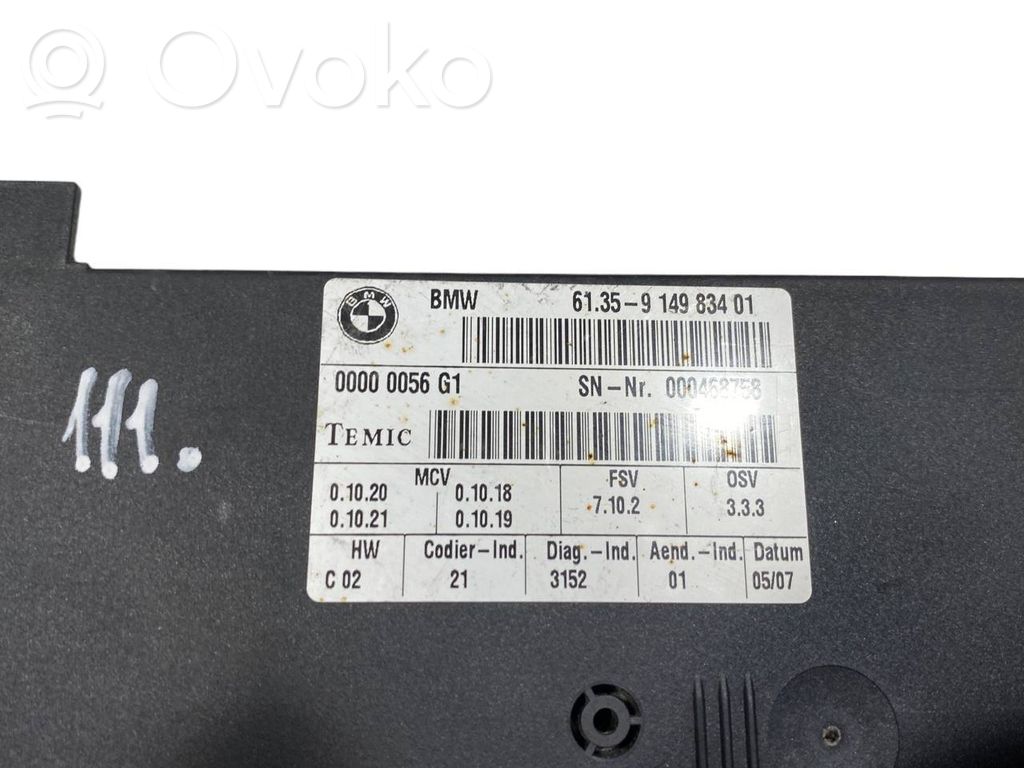 Ovoko
BMW
BMW 61.35-9 149 834 01
0000 0056 G1 SN-Nr. 000468758
TEMIC
MCV FSV OSV
0.10.20 0.10.18 7.10.2 3.3.3
0.10.21 0.10.19
HW Codier-Ind. Diag.-Ind. Aend.-Ind. Datum
C 02 21 3152 01 05/07
111.